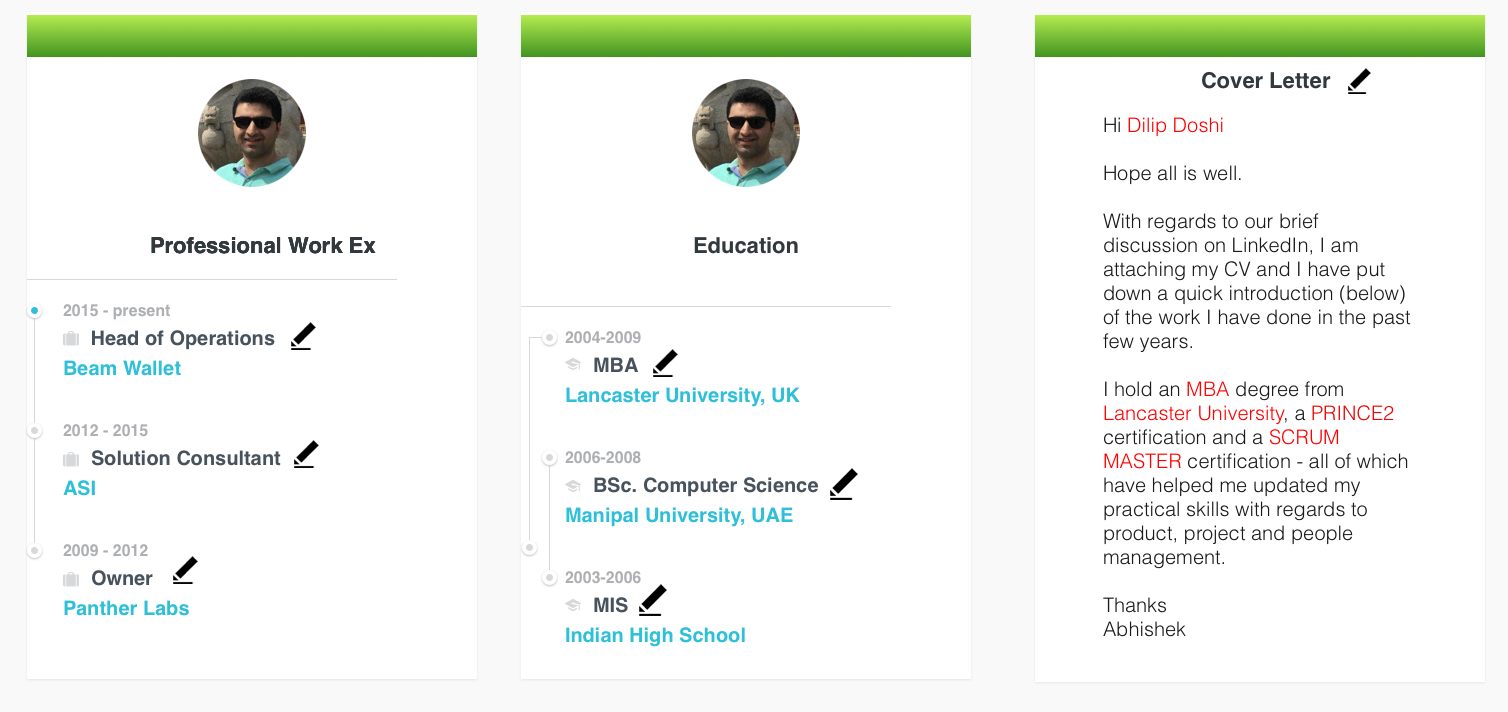 Professional Work Ex
2015 - present
Head of Operations
Beam Wallet
2012 - 2015
Solution Consultant
ASI
2009 - 2012
Owner
Panther Labs
Education
2004-2009
MBA
Lancaster University, UK
2006-2008
BSc. Computer Science
Manipal University, UAE
2003-2006
MIS
Indian High School
Cover Letter
Hi Dilip Doshi
Hope all is well.
With regards to our brief
discussion on LinkedIn, I am
attaching my CV and I have put
down a quick introduction (below)
of the work I have done in the past
few years.
I hold an MBA degree from
Lancaster University, a PRINCE2
certification and a SCRUM
MASTER certification - all of which
have helped me updated my
practical skills with regards to
product, project and people
management.
Thanks
Abhishek